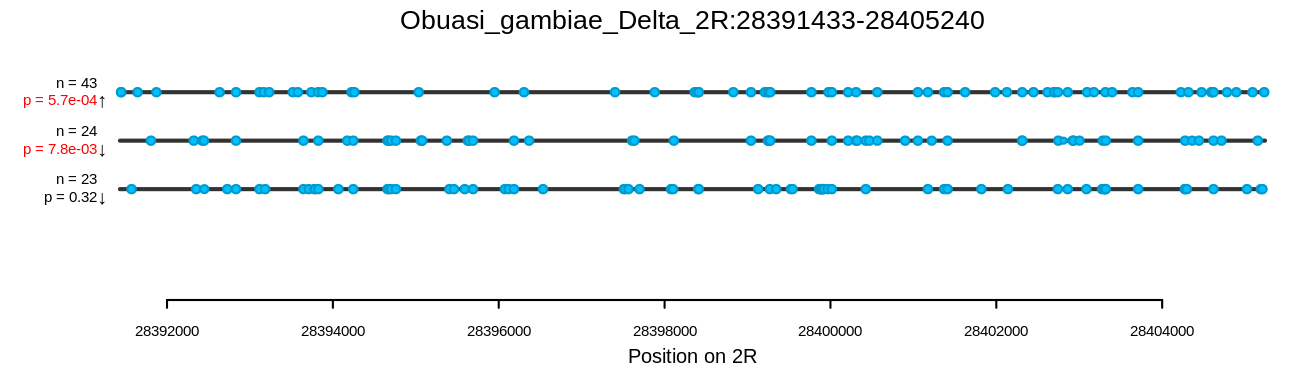 Obuasi_gambiae_Delta_2R:28391433-28405240
n = 43
p = 5.7e-04↑
n = 24
p = 7.8e-03↓
n = 23
p = 0.32↓
28392000 28394000 28396000 28398000 28400000 28402000 28404000
Position on 2R